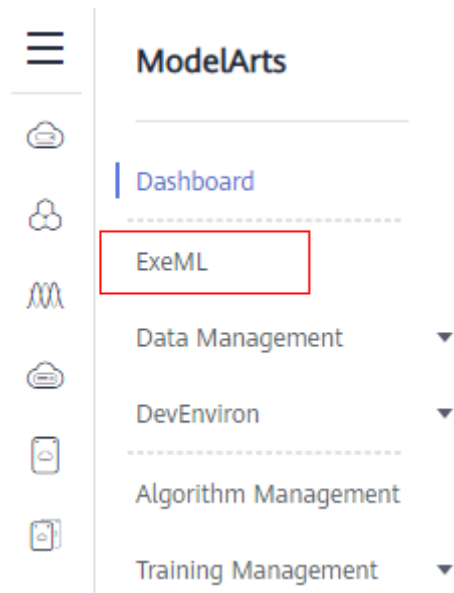 ModelArts
Dashboard
ExeML
Data Management
DevEnviron
Algorithm Management
Training Management